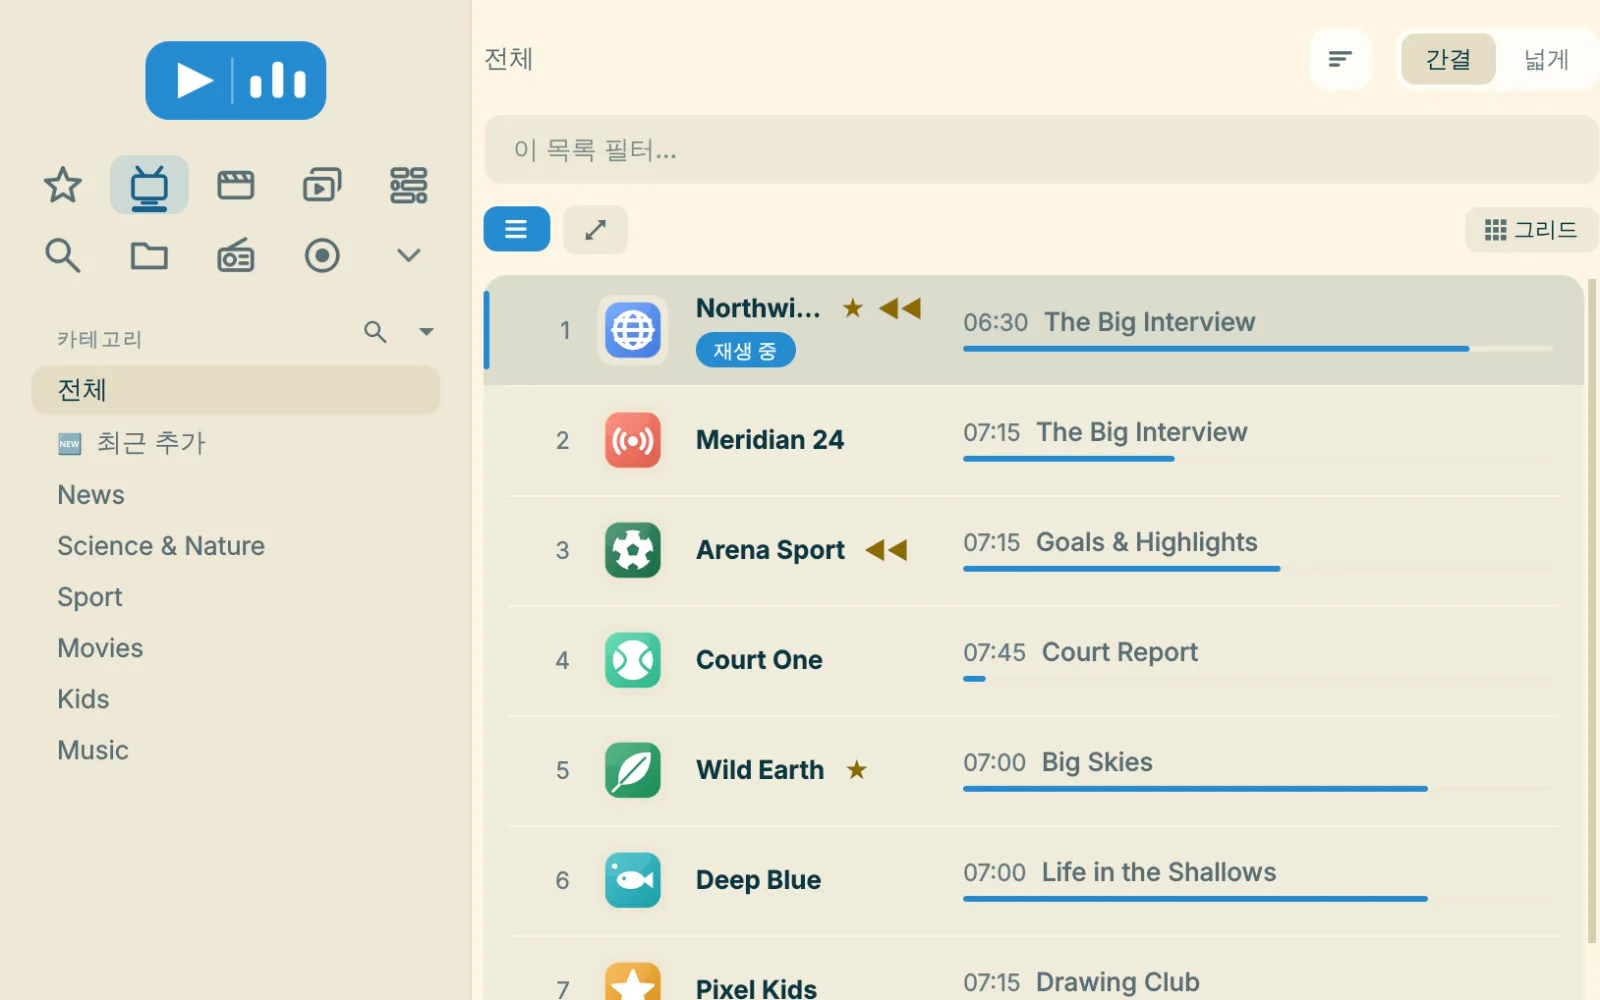 전체
간결
넓게
이 목록 필터...
그리드
카테고리
전체
NEW 최근 추가
News
Science & Nature
Sport
Movies
Kids
Music
1 Northwi... ★ ◀◀ 06:30 The Big Interview
재생 중
2 Meridian 24 07:15 The Big Interview
3 Arena Sport ◀◀ 07:15 Goals & Highlights
4 Court One 07:45 Court Report
5 Wild Earth ★ 07:00 Big Skies
6 Deep Blue 07:00 Life in the Shallows
7 Pixel Kids 07:15 Drawing Club